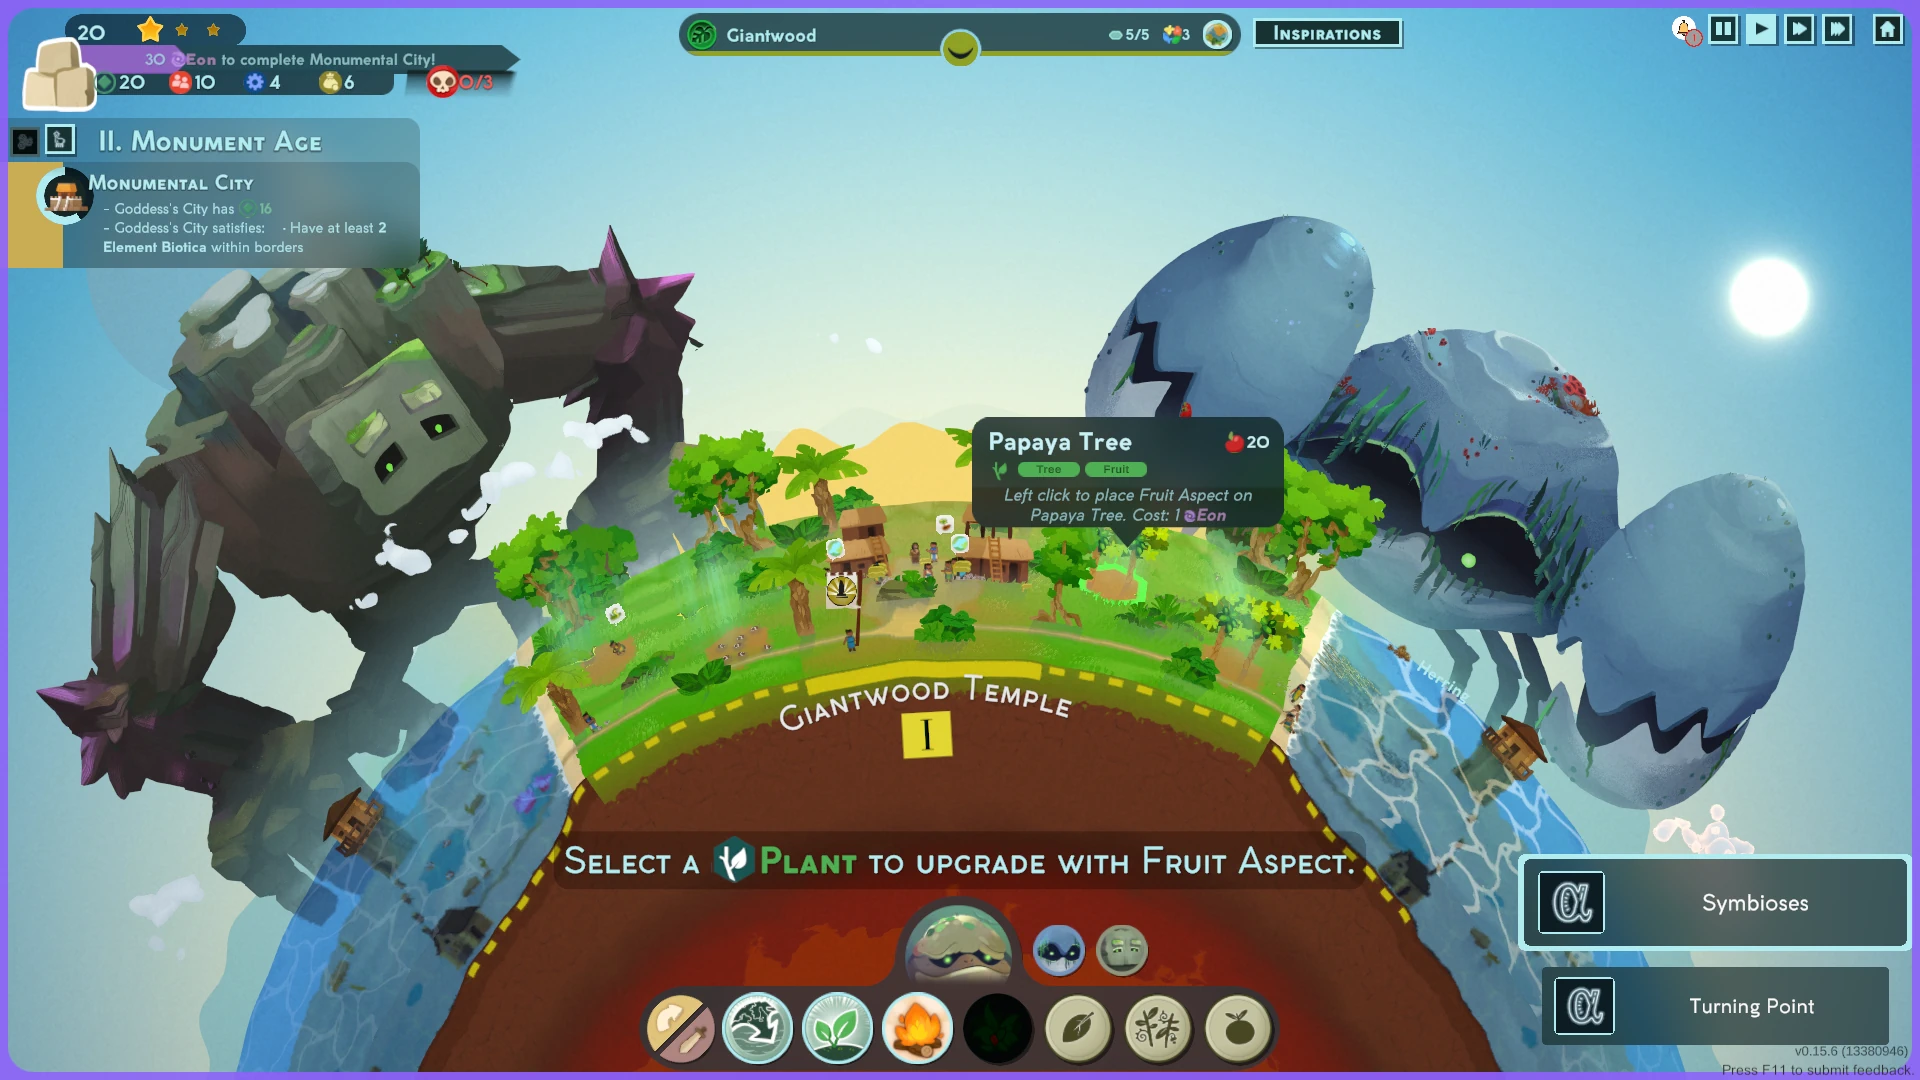 20
30 Eon to complete Monumental City!
20 10 4 6 0/3
II. Monument Age
Monumental City
- Goddess's City has 16
- Goddess's City satisfies: · Have at least 2
Element Biotica within borders
Giantwood
5/5 3
Inspirations
Papaya Tree 20
Tree Fruit
Left click to place Fruit Aspect on
Papaya Tree. Cost: 1 Eon
Herring
Giantwood Temple
I
Select a Plant to upgrade with Fruit Aspect.
Symbioses
Turning Point
v0.15.6 (13380946)
Press F11 to submit feedback.